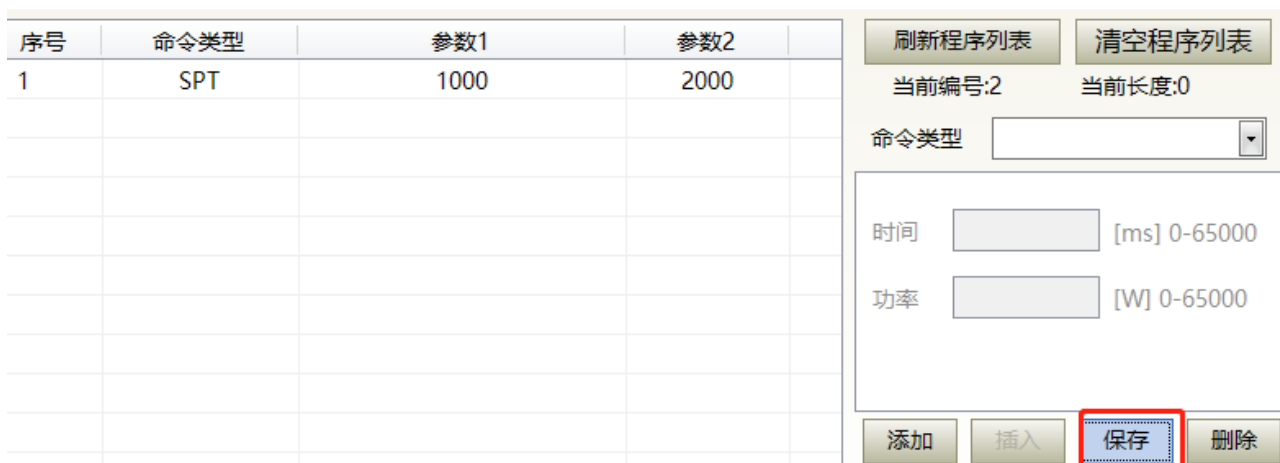 序号 命令类型 参数1 参数2
1 SPT 1000 2000
刷新程序列表 清空程序列表
当前编号:2 当前长度:0
命令类型
时间 [ms] 0-65000
功率 [W] 0-65000
添加 插入 保存 删除